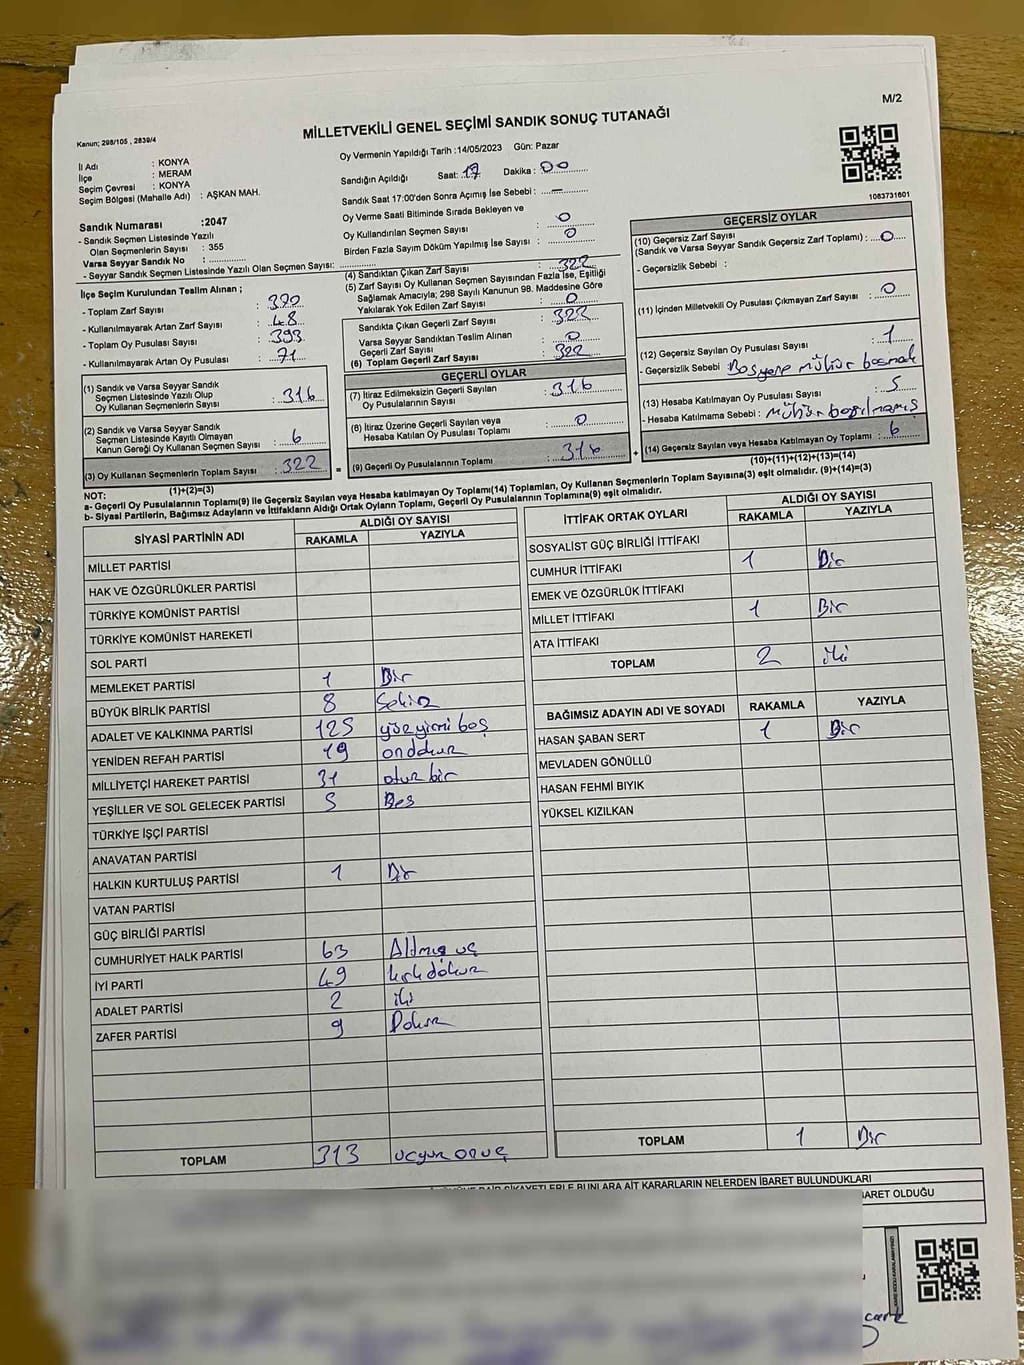 M/2
Kanun; 298/105 , 2839/4
MİLLETVEKİLİ GENEL SEÇİMİ SANDIK SONUÇ TUTANAĞI
İl Adı : KONYA
İlçe : MERAM
Seçim Çevresi : KONYA
Seçim Bölgesi (Mahalle Adı) : AŞKAN MAH.
Sandık Numarası :2047
- Sandık Seçmen Listesinde Yazılı
Olan Seçmenlerin Sayısı : 355
Varsa Seyyar Sandık No :
- Seyyar Sandık Seçmen Listesinde Yazılı Olan Seçmen Sayısı:
Oy Vermenin Yapıldığı Tarih :14/05/2023 Gün: Pazar
Sandığın Açıldığı Saat: 17 Dakika : 00
Sandık Saat 17:00'den Sonra Açımış İse Sebebi : —
Oy Verme Saati Bitiminde Sırada Bekleyen ve
Oy Kullandırılan Seçmen Sayısı : 0
Birden Fazla Sayım Döküm Yapılmış İse Sayısı : 0
1083731601
İlçe Seçim Kurulundan Teslim Alınan ;
- Toplam Zarf Sayısı : 370
- Kullanılmayarak Artan Zarf Sayısı : 48
- Toplam Oy Pusulası Sayısı : 393
- Kullanılmayarak Artan Oy Pusulası : 71
(1) Sandık ve Varsa Seyyar Sandık
Seçmen Listesinde Yazılı Olup
Oy Kullanan Seçmenlerin Sayısı : 316
(2) Sandık ve Varsa Seyyar Sandık
Seçmen Listesinde Kayıtlı Olmayan
Kanun Gereği Oy Kullanan Seçmen Sayısı : 6
(3) Oy Kullanan Seçmenlerin Toplam Sayısı : 322
(1)+(2)=(3)
(4) Sandıktan Çıkan Zarf Sayısı : 322
(5) Zarf Sayısı Oy Kullanan Seçmen Sayısından Fazla İse, Eşitliği
Sağlamak Amacıyla; 298 Sayılı Kanunun 98. Maddesine Göre
Yakılarak Yok Edilen Zarf Sayısı : 0
Sandıkta Çıkan Geçerli Zarf Sayısı : 322
Varsa Seyyar Sandıktan Teslim Alınan
Geçerli Zarf Sayısı : 0
(6) Toplam Geçerli Zarf Sayısı : 322
GEÇERLİ OYLAR
(7) İtiraz Edilmeksizin Geçerli Sayılan
Oy Pusulalarının Sayısı : 316
(8) İtiraz Üzerine Geçerli Sayılan veya
Hesaba Katılan Oy Pusulası Toplamı : 0
= (9) Geçerli Oy Pusulalarının Toplamı : 316 +
GEÇERSİZ OYLAR
(10) Geçersiz Zarf Sayısı
(Sandık ve Varsa Seyyar Sandık Geçersiz Zarf Toplamı) : 0
- Geçersizlik Sebebi :
(11) İçinden Milletvekili Oy Pusulası Çıkmayan Zarf Sayısı : 0
(12) Geçersiz Sayılan Oy Pusulası Sayısı : 1
- Geçersizlik Sebebi Boş yere mühür basmak
(13) Hesaba Katılmayan Oy Pusulası Sayısı : 5
- Hesaba Katılmama Sebebi : mühür basılmamış
(14) Geçersiz Sayılan veya Hesaba Katılmayan Oy Toplamı : 6
(10)+(11)+(12)+(13)=(14)
NOT:
a- Geçerli Oy Pusulalarının Toplamı(9) ile Geçersiz Sayılan veya Hesaba katılmayan Oy Toplamı(14) Toplamları, Oy Kullanan Seçmenlerin Toplam Sayısına(3) eşit olmalıdır. (9)+(14)=(3)
b- Siyasi Partilerin, Bağımsız Adayların ve İttifakların Aldığı Ortak Oyların Toplamı, Geçerli Oy Pusulalarının Toplamına(9) eşit olmalıdır.
SİYASİ PARTİNİN ADI ALDIĞI OY SAYISI
RAKAMLA YAZIYLA
MİLLET PARTİSİ
HAK VE ÖZGÜRLÜKLER PARTİSİ
TÜRKİYE KOMÜNİST PARTİSİ
TÜRKİYE KOMÜNİST HAREKETİ
SOL PARTİ
MEMLEKET PARTİSİ 1 Bir
BÜYÜK BİRLİK PARTİSİ 8 Sekiz
ADALET VE KALKINMA PARTİSİ 125 yüz yirmi beş
YENİDEN REFAH PARTİSİ 19 on dokuz
MİLLİYETÇİ HAREKET PARTİSİ 31 otuz bir
YEŞİLLER VE SOL GELECEK PARTİSİ 5 Beş
TÜRKİYE İŞÇİ PARTİSİ
ANAVATAN PARTİSİ
HALKIN KURTULUŞ PARTİSİ 1 Bir
VATAN PARTİSİ
GÜÇ BİRLİĞİ PARTİSİ
CUMHURİYET HALK PARTİSİ 63 Altmış üç
İYİ PARTİ 49 kırk dokuz
ADALET PARTİSİ 2 iki
ZAFER PARTİSİ 9 Dokuz
TOPLAM 313 üçyüz onüç
İTTİFAK ORTAK OYLARI ALDIĞI OY SAYISI
RAKAMLA YAZIYLA
SOSYALİST GÜÇ BİRLİĞİ İTTİFAKI
CUMHUR İTTİFAKI 1 Bir
EMEK VE ÖZGÜRLÜK İTTİFAKI
MİLLET İTTİFAKI 1 Bir
ATA İTTİFAKI
TOPLAM 2 iki
BAĞIMSIZ ADAYIN ADI VE SOYADI RAKAMLA YAZIYLA
HASAN ŞABAN SERT 1 Bir
MEVLADEN GÖNÜLLÜ
HASAN FEHMİ BIYIK
YÜKSEL KIZILKAN
TOPLAM 1 Bir
ŞİKAYETLERLE BUNLARA AİT KARARLARIN NELERDEN İBARET BULUNDUKLARI
BARET OLDUĞU